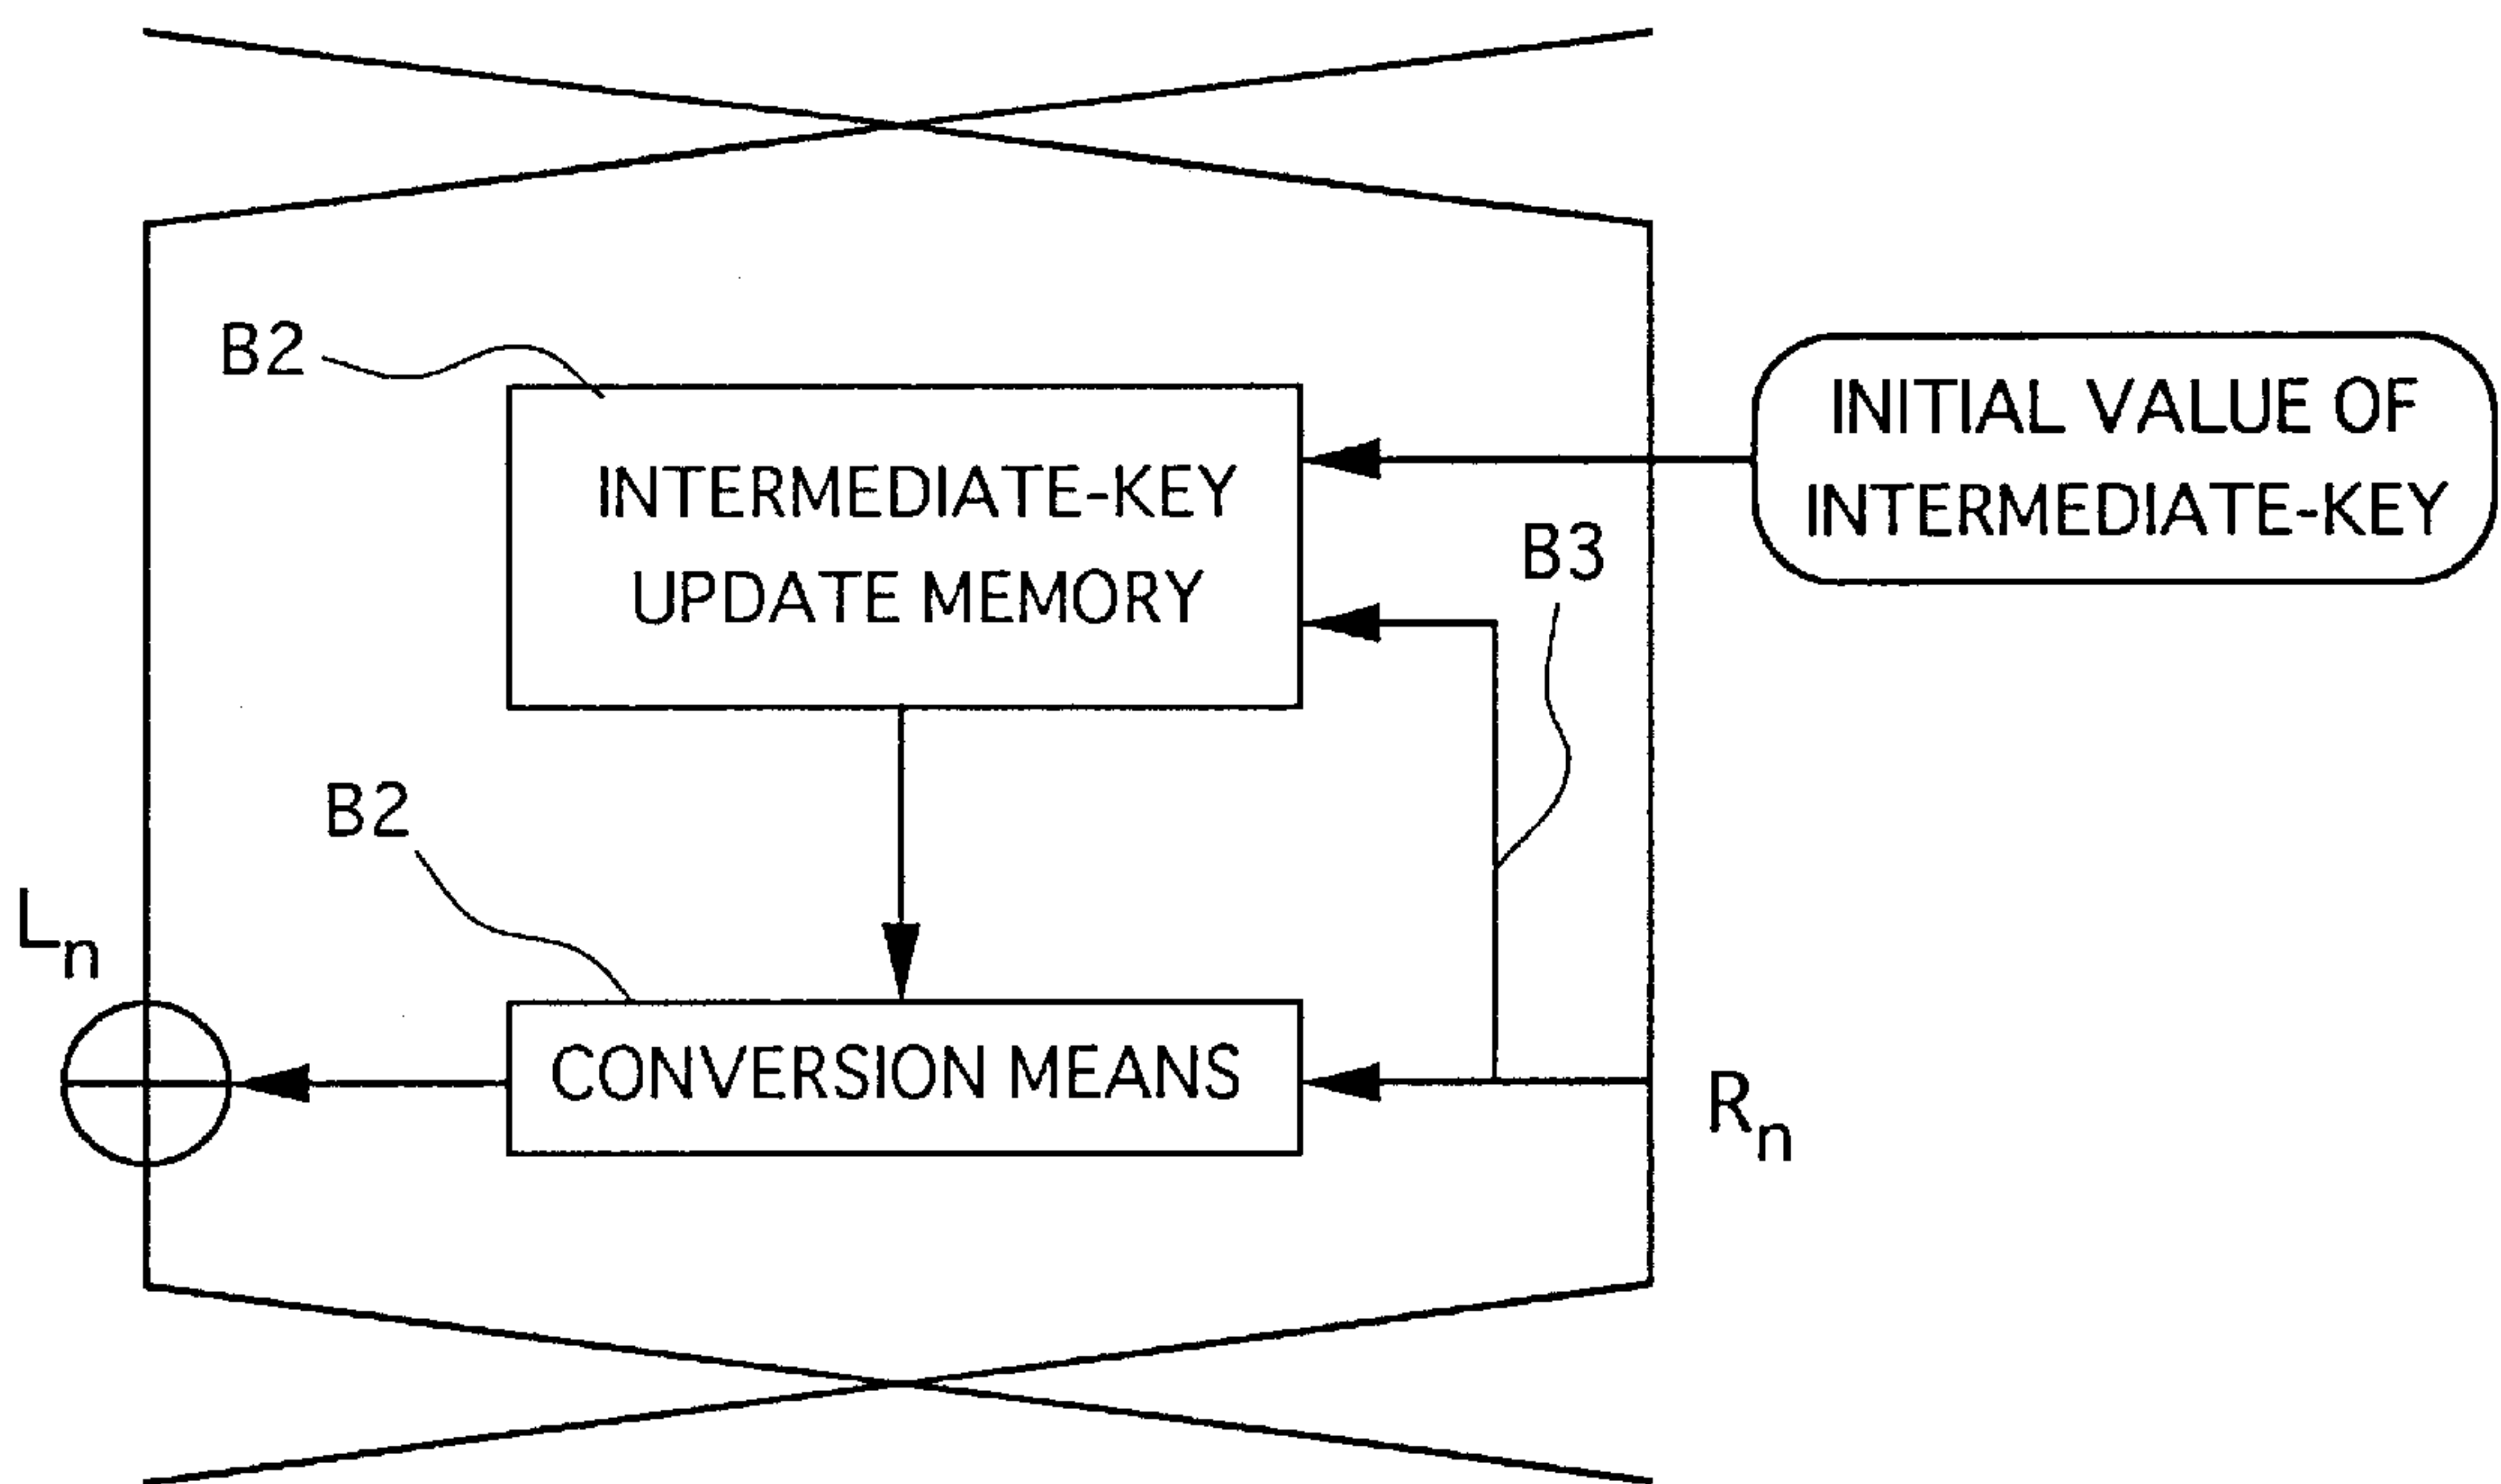 B2
INITIAL VALUE OF
INTERMEDIATE-KEY
INTERMEDIATE-KEY
UPDATE MEMORY
B3
B2
Ln
CONVERSION MEANS
Rn